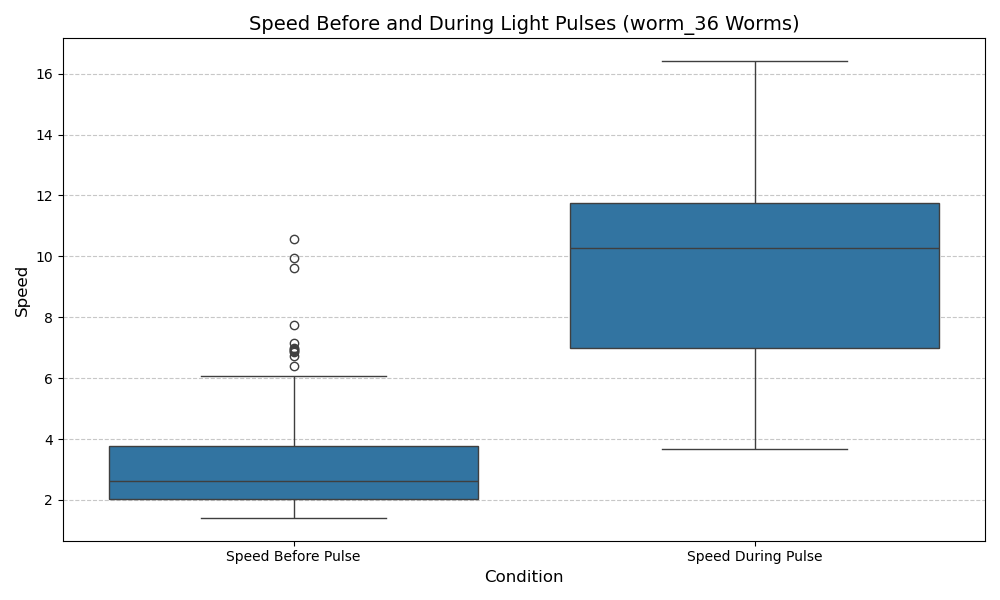 Speed Before and During Light Pulses (worm_36 Worms)
16
14
12
10
8
6
4
2
Speed
Speed Before Pulse
Speed During Pulse
Condition